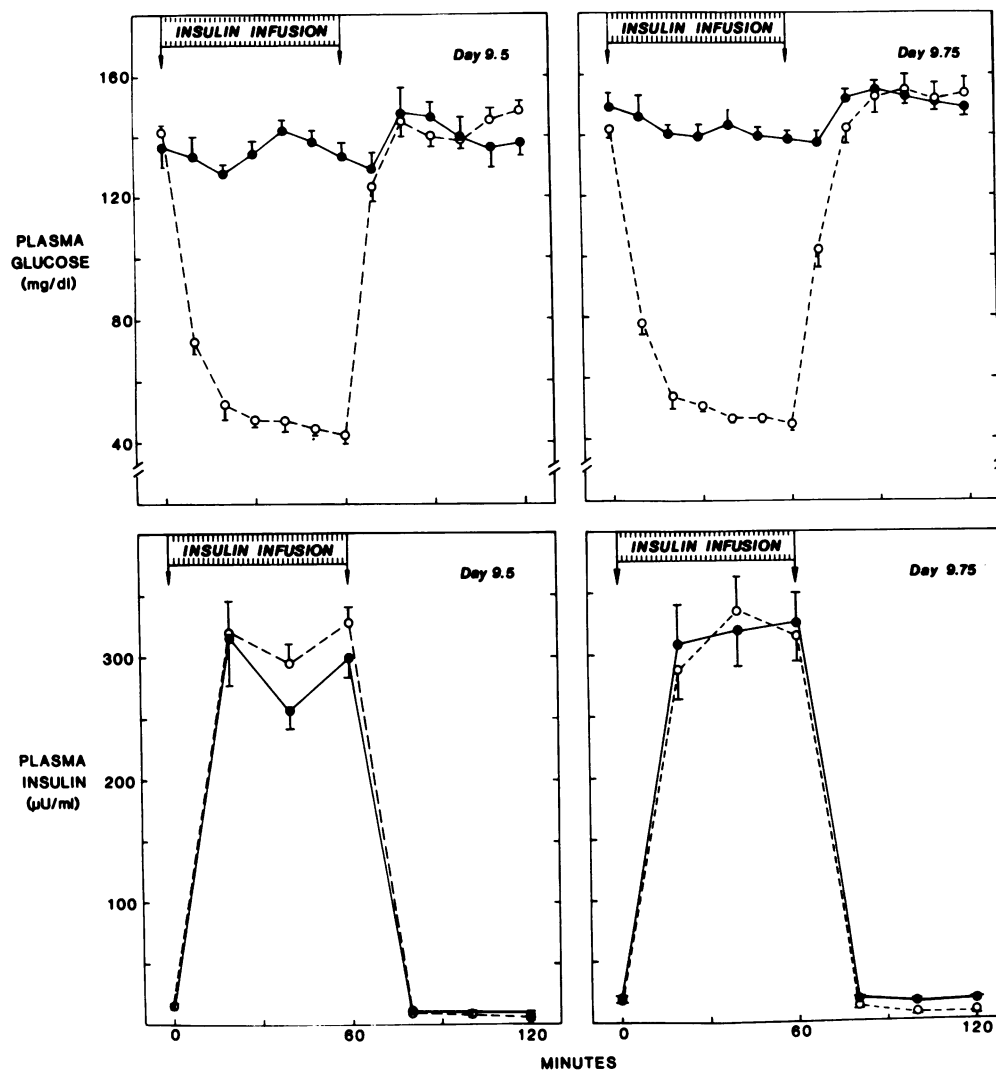 INSULIN INFUSION
Day 9.5
160
120
80
40
PLASMA
GLUCOSE
(mg/dl)
INSULIN INFUSION
Day 9.75
INSULIN INFUSION
Day 9.5
300
200
100
PLASMA
INSULIN
(µU/ml)
0
60
120
INSULIN INFUSION
Day 9.75
0
60
120
MINUTES